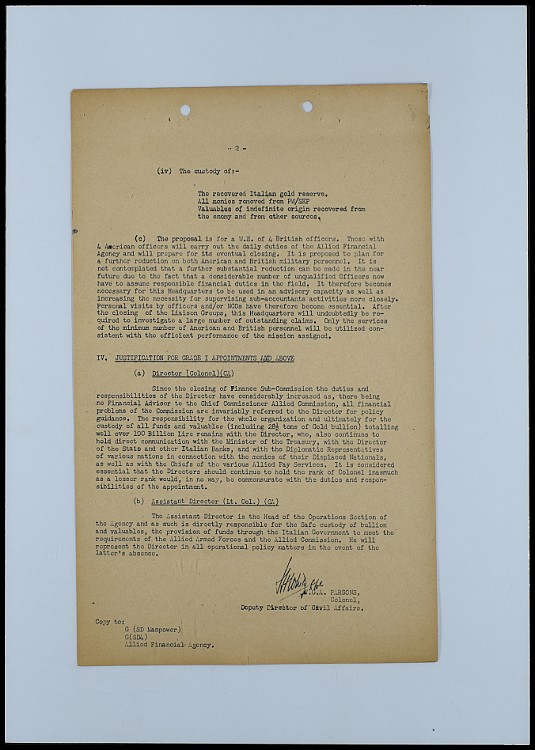 - 2 -
(iv) The custody of:-
The recovered Italian gold reserve.
All monies removed from PW/SEP
Valuables of indefinite origin recovered from
the enemy and from other sources.
(c) The proposal is for a W.E. of 4 British officers. These with
4 American officers will carry out the daily duties of the Allied Financial
Agency and will prepare for its eventual closing. It is proposed to plan for
a further reduction on both American and British military personnel. It is
not contemplated that a further substantial reduction can be made in the near
future due to the fact that a considerable number of unqualified Officers now
have to assume responsible financial duties in the field. It therefore becomes
necessary for this Headquarters to be used in an advisory capacity as well as
increasing the necessity for supervising sub-accountants activities more closely.
Personal visits by officers and/or NCOs have therefore become essential. After
the closing of the Liaison Groups, this Headquarters will undoubtedly be re-
quired to investigate a large number of outstanding claims. Only the services
of the minimum number of American and British personnel will be utilized con-
sistent with the efficient performance of the mission assigned.
IV. JUSTIFICATION FOR GRADE I APPOINTMENTS AND ABOVE
(a) Director (Colonel)(CA)
Since the closing of Finance Sub-Commission the duties and
responsibilities of the Director have considerably increased as, there being
no Financial Advisor to the Chief Commissioner Allied Commission, all financial
problems of the Commission are invariably referred to the Director for policy
guidance. The responsibility for the whole organization and ultimately for the
custody of all funds and valuables (including 28½ tons of Gold bullion) totalling
well over 100 Billion Lire remains with the Director, who, also continues to
hold direct communication with the Minister of the Treasury, with the Director
of the State and other Italian Banks, and with the Diplomatic Representatives
of various nations in connection with the monies of their Displaced Nationals,
as well as with the Chiefs of the various Allied Pay Services. It is considered
essential that the Directors should continue to hold the rank of Colonel inasmuch
as a lesser rank would, in no way, be commensurate with the duties and respon-
sibilities of the appointment.
(b) Assistant Director (Lt. Col.) (CA)
The Assistant Director is the Head of the Operations Section of
the Agency and as such is directly responsible for the Safe custody of bullion
and valuables, the provision of funds through the Italian Government to meet the
requirements of the Allied Armed Forces and the Allied Commission. He will
represent the Director in all operational policy matters in the event of the
latter's absence.
PARSONS,
Colonel,
Deputy Director of Civil Affairs.
Copy to:
G (SD Manpower)
G(SD4)
Allied Financial Agency.